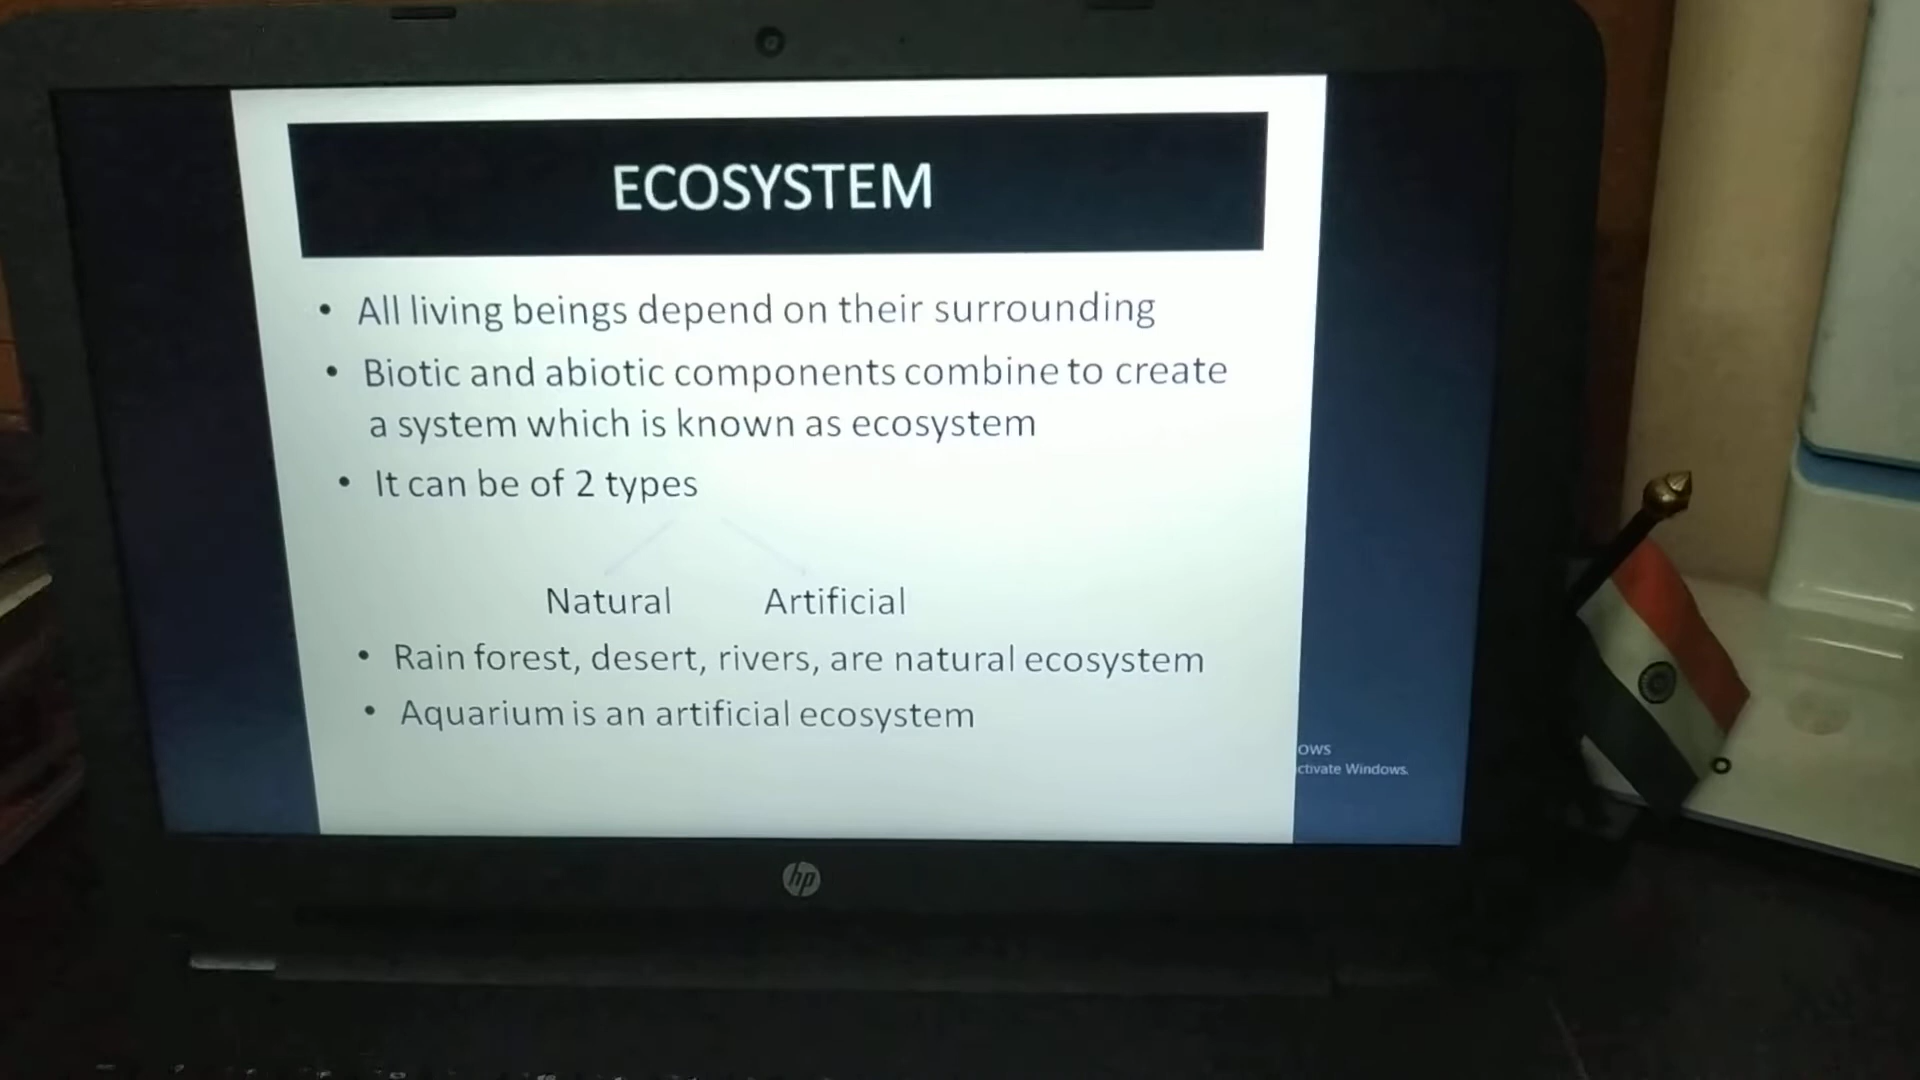 ECOSYSTEM
• All living beings depend on their surrounding
• Biotic and abiotic components combine to create
a system which is known as ecosystem
• It can be of 2 types
Natural Artificial
• Rain forest, desert, rivers, are natural ecosystem
• Aquarium is an artificial ecosystem
ows
ctivate Windows.
hp